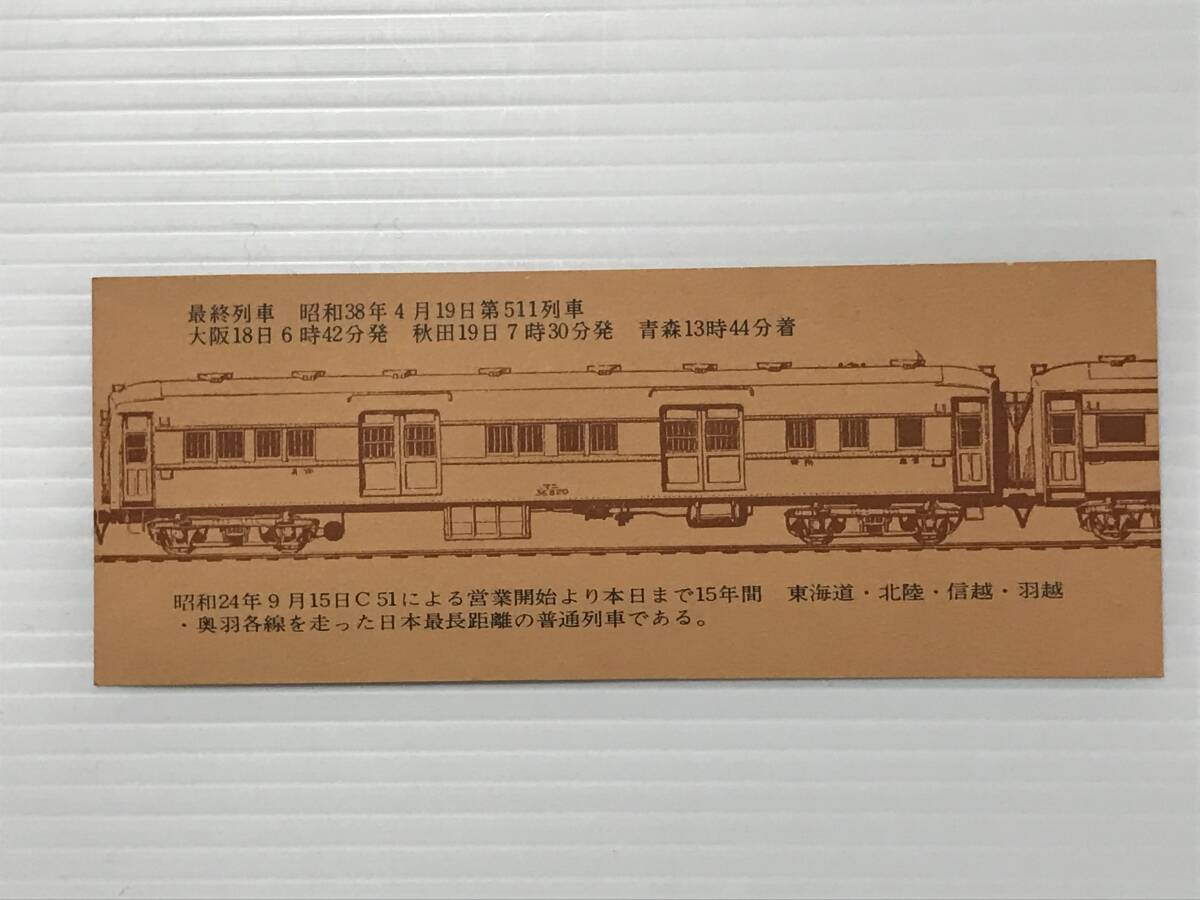 最終列車　昭和38年4月19日第511列車
大阪18日6時42分発　秋田19日7時30分発　青森13時44分着
マニ
36 820
昭和24年9月15日C51による営業開始より本日まで15年間　東海道・北陸・信越・羽越
・奥羽各線を走った日本最長距離の普通列車である。